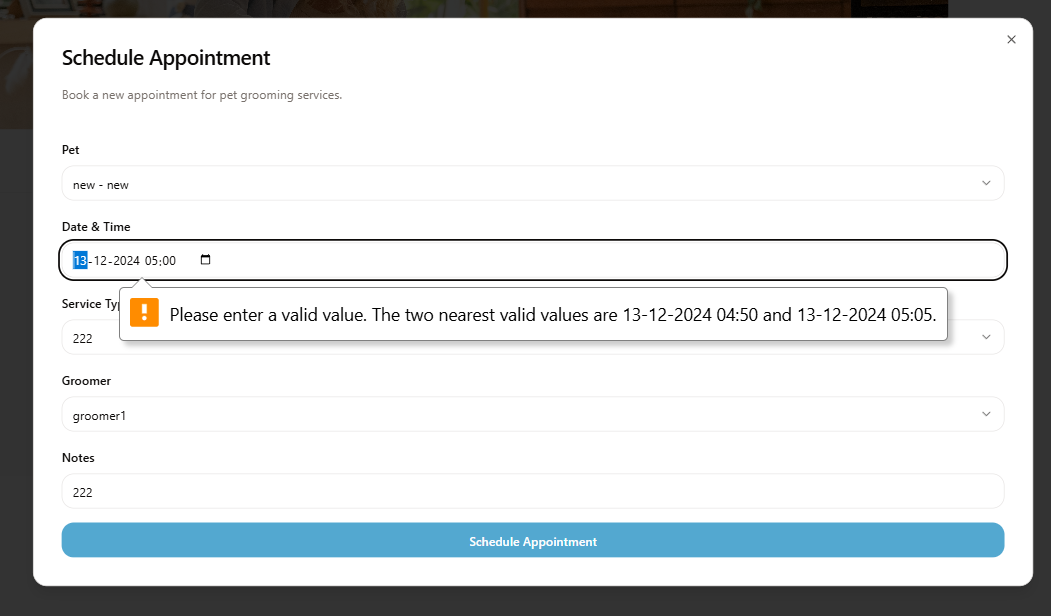 Schedule Appointment
Book a new appointment for pet grooming services.
Pet
new - new
Date & Time
13-12-2024 05:00
Please enter a valid value. The two nearest valid values are 13-12-2024 04:50 and 13-12-2024 05:05.
Service Ty
222
Groomer
groomer1
Notes
222
Schedule Appointment